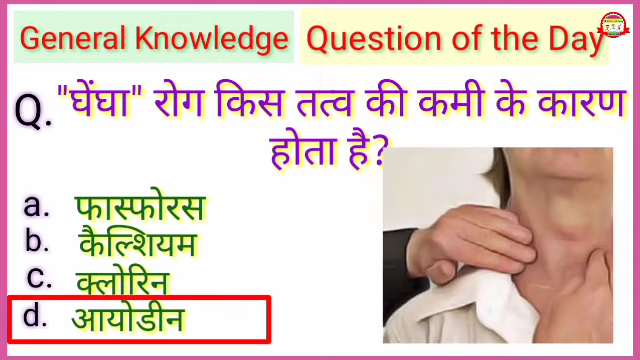 General Knowledge Question of the Day
Q. "घेंघा" रोग किस तत्व की कमी के कारण
होता है?
a. फास्फोरस
b. कैल्शियम
c. क्लोरिन
d. आयोडीन